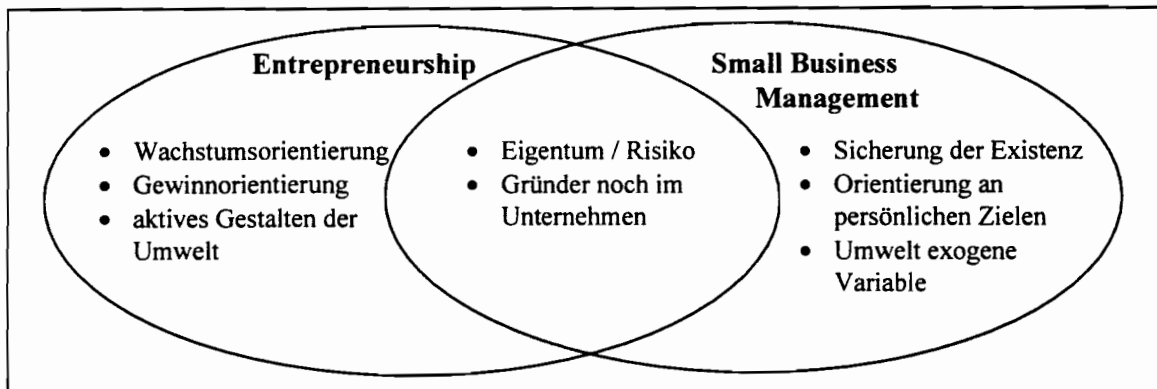 Entrepreneurship
• Wachstumsorientierung
• Gewinnorientierung
• aktives Gestalten der
Umwelt
• Eigentum / Risiko
• Gründer noch im
Unternehmen
Small Business
Management
• Sicherung der Existenz
• Orientierung an
persönlichen Zielen
• Umwelt exogene
Variable